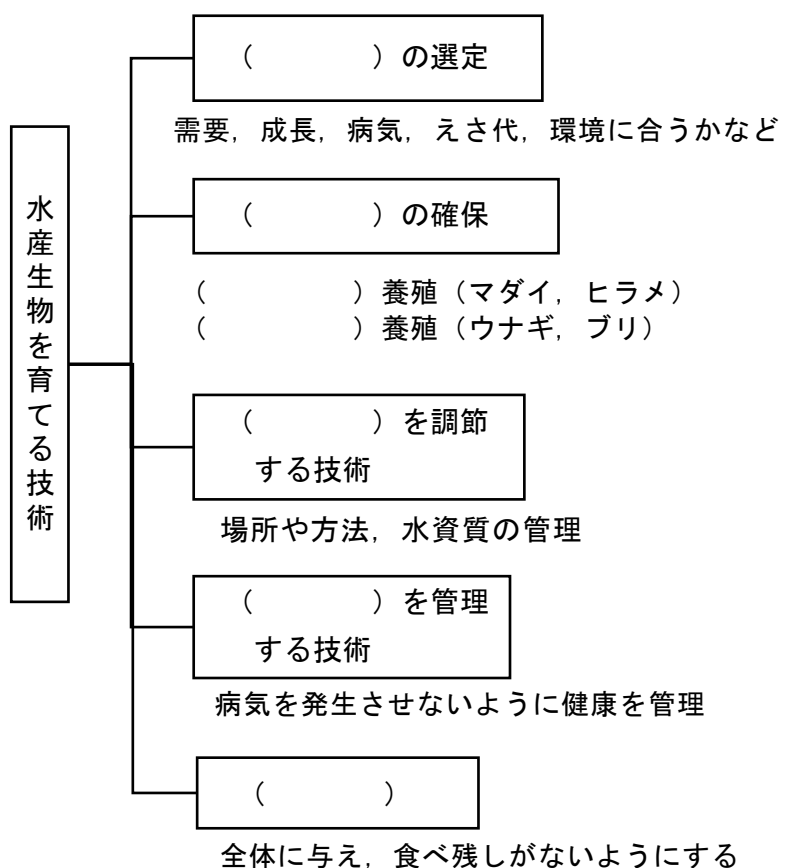 水産生物を育てる技術
（　　　　）の選定
需要，成長，病気，えさ代，環境に合うかなど
（　　　　）の確保
（　　　　　）養殖（マダイ，ヒラメ）
（　　　　　）養殖（ウナギ，ブリ）
（　　　　）を調節
する技術
場所や方法，水資質の管理
（　　　　）を管理
する技術
病気を発生させないように健康を管理
（　　　　）
全体に与え，食べ残しがないようにする